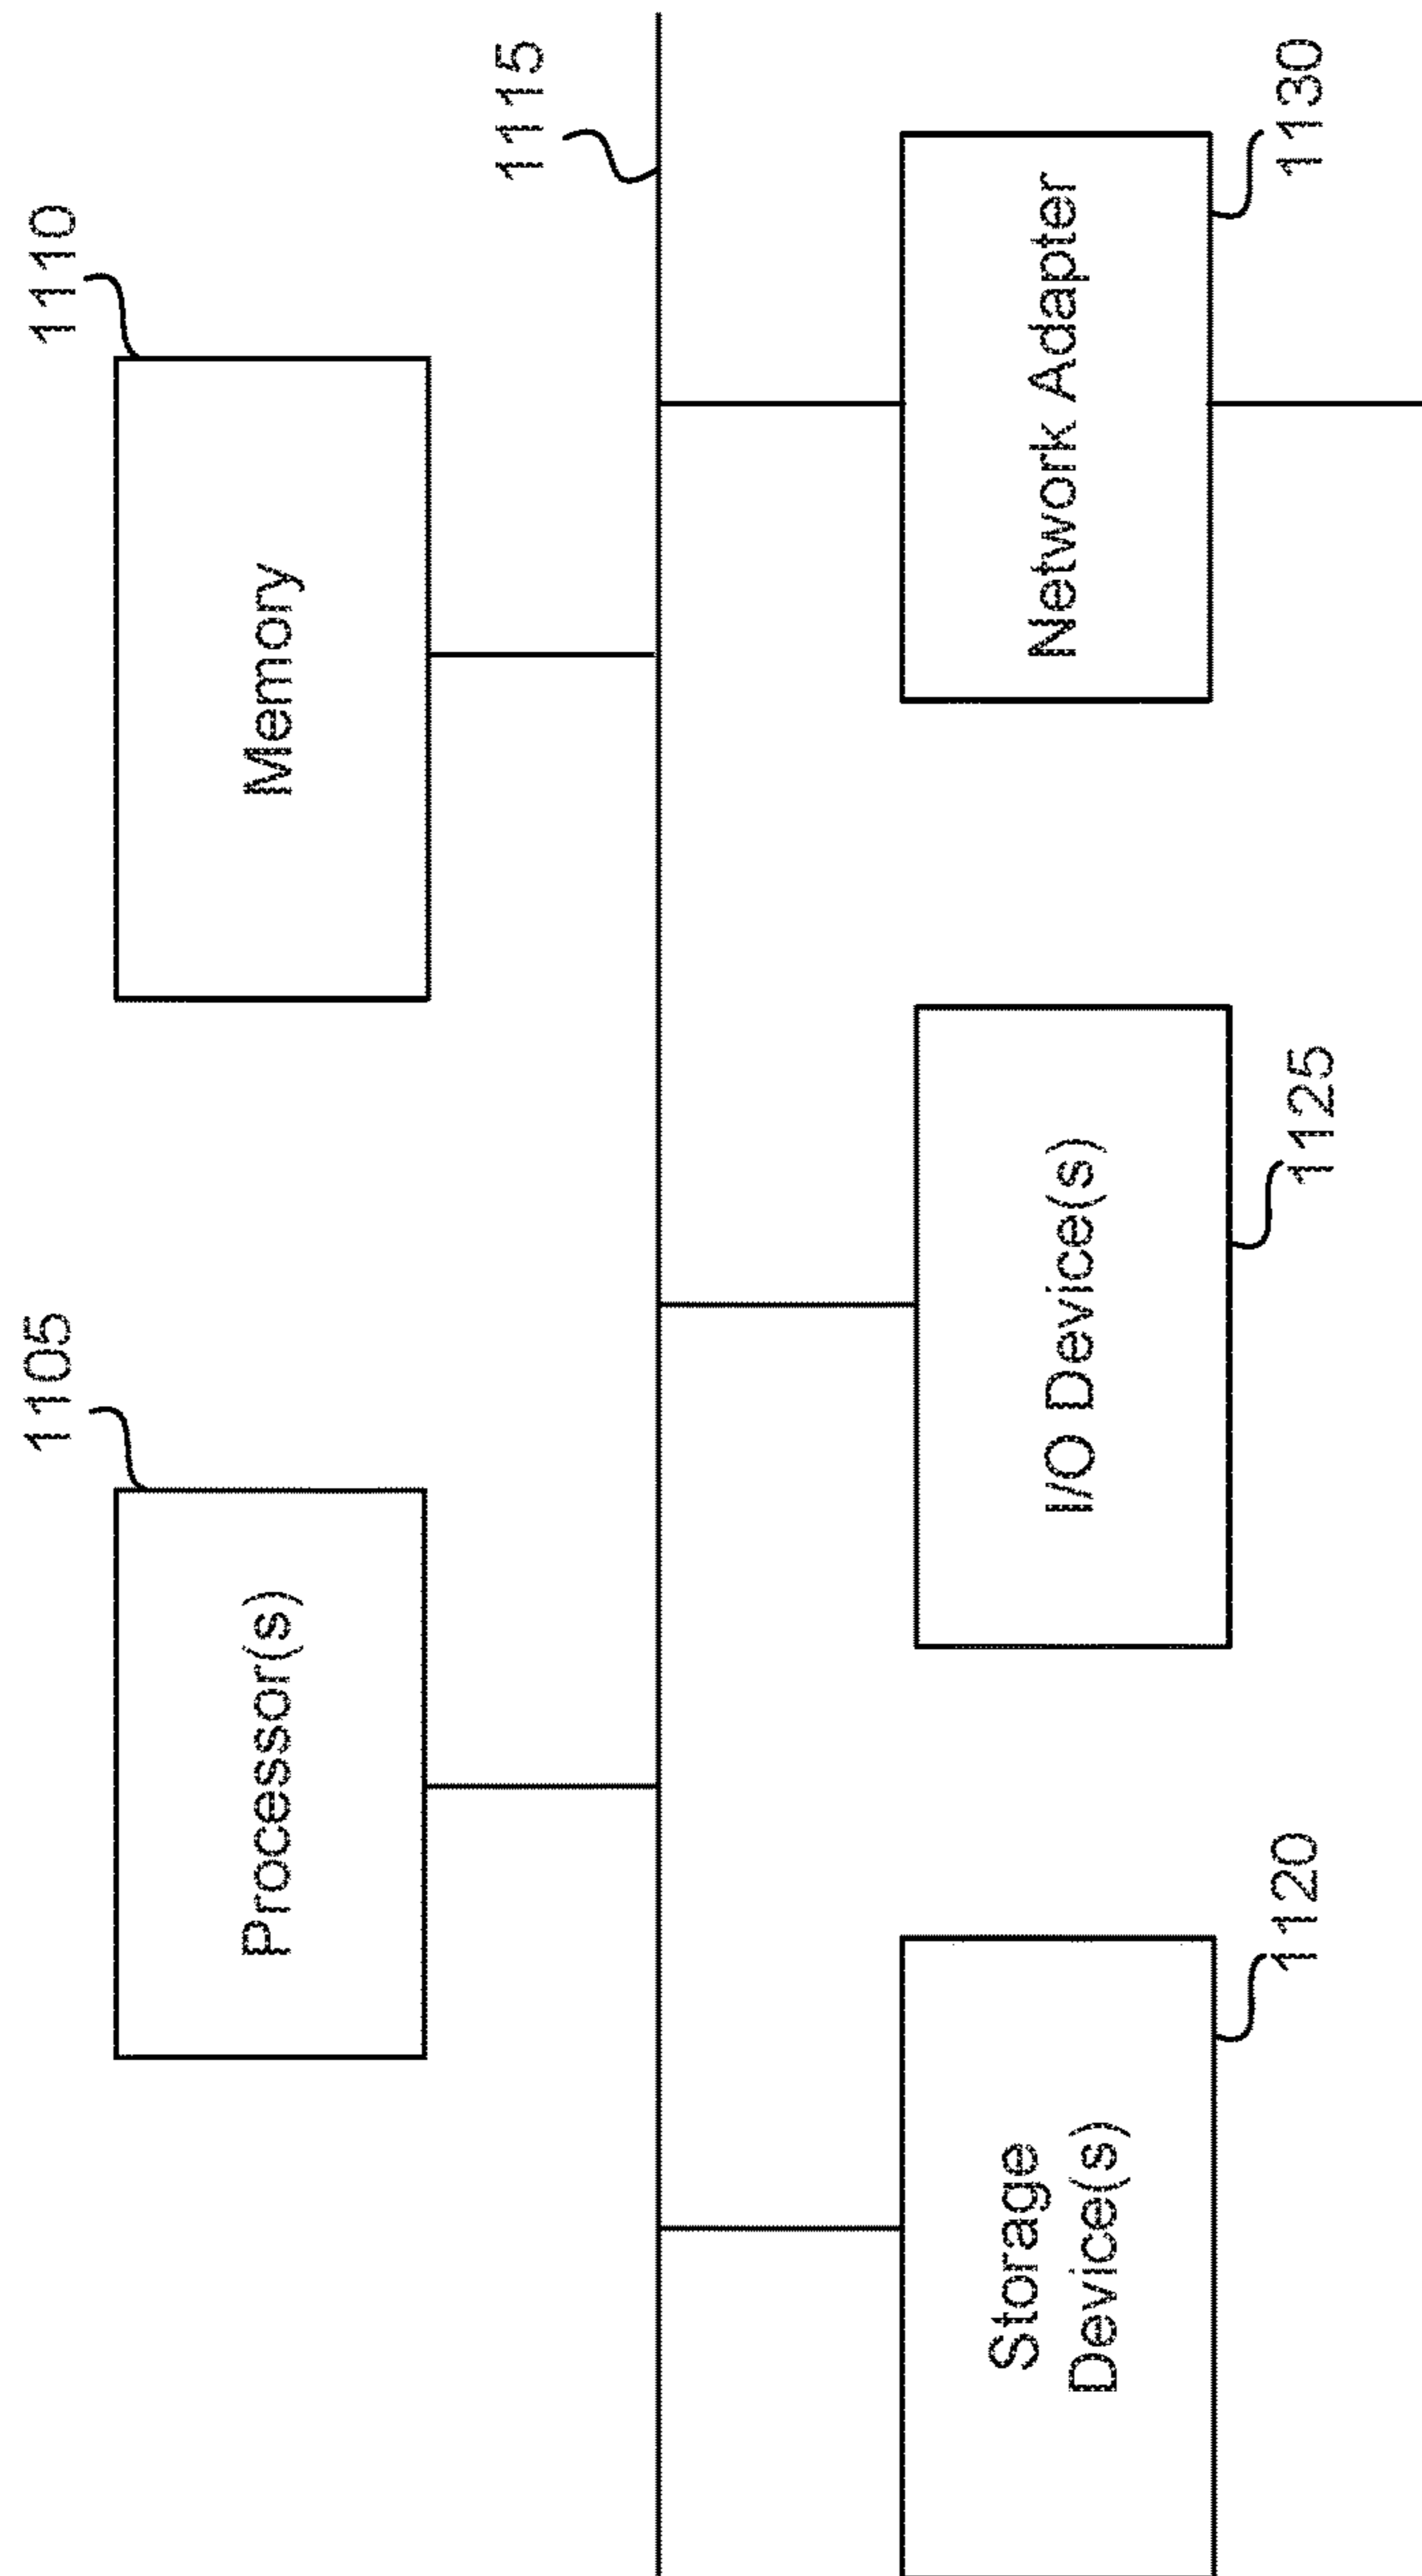 1105
1110
Processor(s)
Memory
1115
Storage
Device(s)
I/O Device(s)
Network Adapter
1120
1125
1130